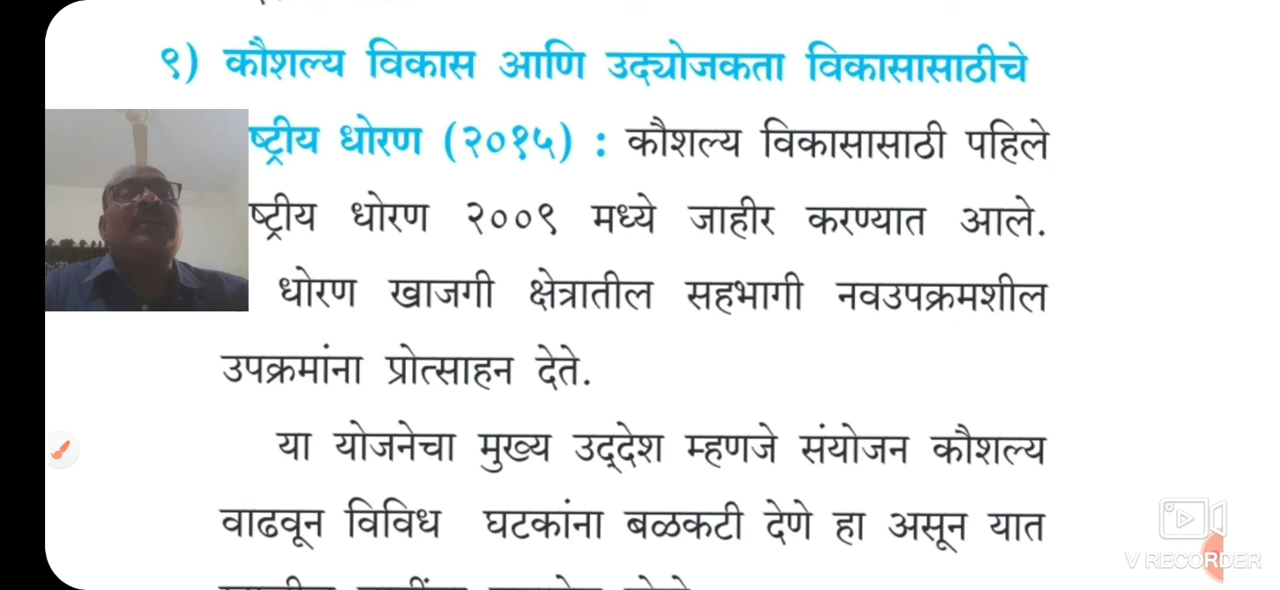 ९) कौशल्य विकास आणि उद्योजकता विकासासाठीचे
ष्ट्रीय धोरण (२०१५) : कौशल्य विकासासाठी पहिले
ष्ट्रीय धोरण २००९ मध्ये जाहीर करण्यात आले.
धोरण खाजगी क्षेत्रातील सहभागी नवउपक्रमशील
उपक्रमांना प्रोत्साहन देते.
या योजनेचा मुख्य उद्देश म्हणजे संयोजन कौशल्य
वाढवून विविध घटकांना बळकटी देणे हा असून यात
V RECORDER